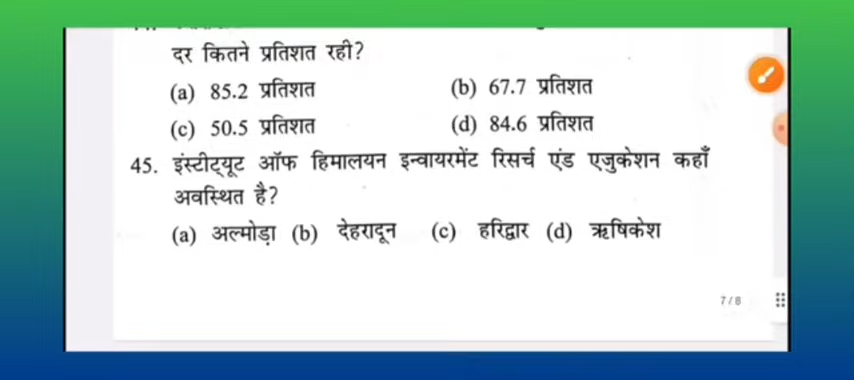 दर कितने प्रतिशत रही?
(a) 85.2 प्रतिशत (b) 67.7 प्रतिशत
(c) 50.5 प्रतिशत (d) 84.6 प्रतिशत
45. इंस्टीट्यूट ऑफ हिमालयन इन्वायरमेंट रिसर्च एंड एजुकेशन कहाँ
अवस्थित है?
(a) अल्मोड़ा (b) देहरादून (c) हरिद्वार (d) ऋषिकेश
7/8